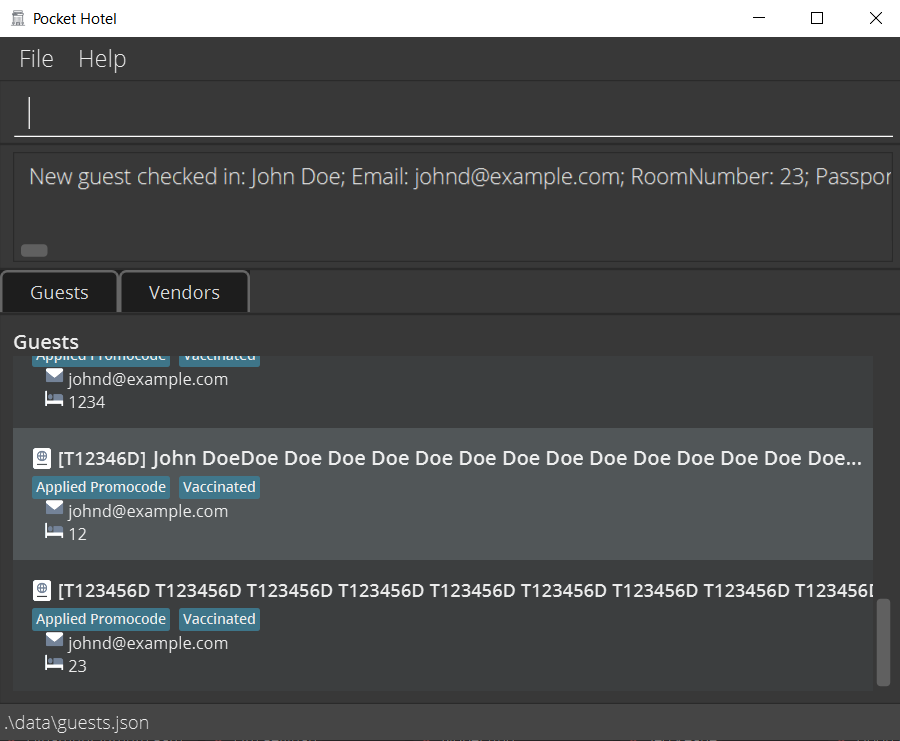 Pocket Hotel
File Help
New guest checked in: John Doe; Email: johnd@example.com; RoomNumber: 23; Passpor
Guests Vendors
Guests
Applied Promocode Vaccinated
johnd@example.com
1234
[T12346D] John DoeDoe Doe Doe Doe Doe Doe Doe Doe Doe Doe Doe Doe Doe Doe...
Applied Promocode Vaccinated
johnd@example.com
12
[T123456D T123456D T123456D T123456D T123456D T123456D T123456D T123456D T123456D
Applied Promocode Vaccinated
johnd@example.com
23
.\data\guests.json